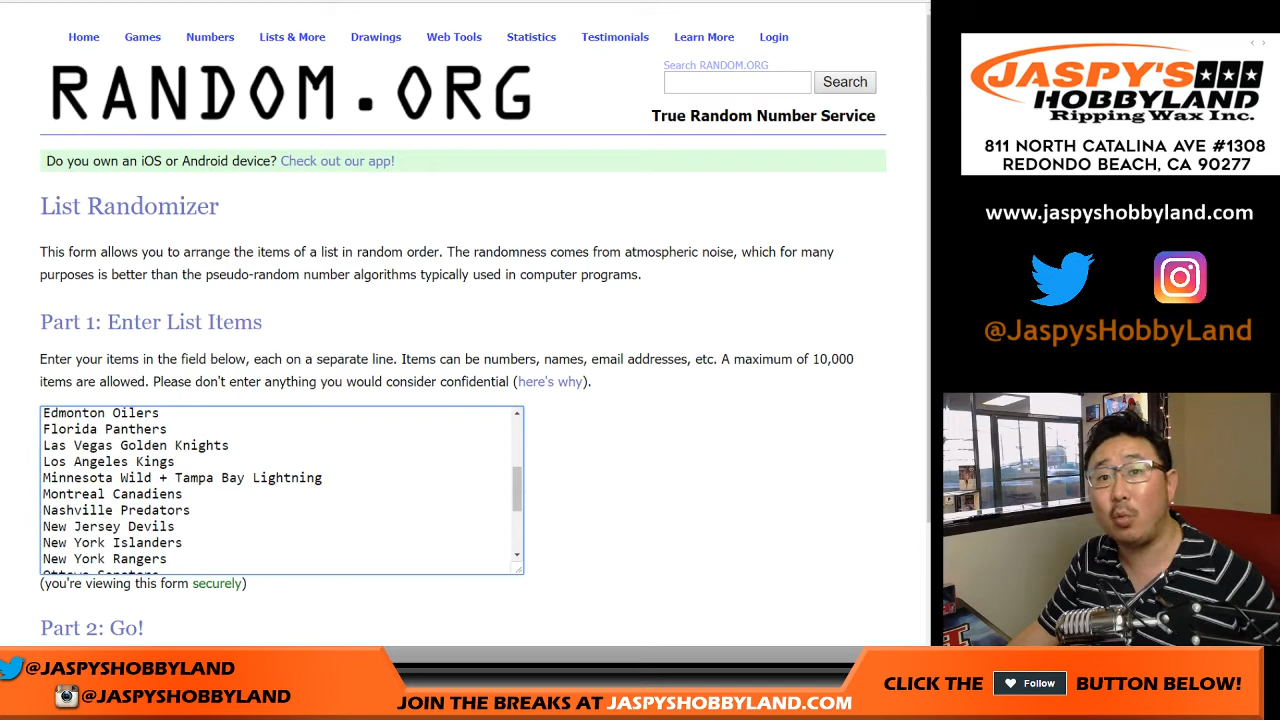 Home Games Numbers Lists & More Drawings Web Tools Statistics Testimonials Learn More Login
RANDOM.ORG
Search RANDOM.ORG
Search
True Random Number Service
Do you own an iOS or Android device? Check out our app!
List Randomizer
This form allows you to arrange the items of a list in random order. The randomness comes from atmospheric noise, which for many
purposes is better than the pseudo-random number algorithms typically used in computer programs.
Part 1: Enter List Items
Enter your items in the field below, each on a separate line. Items can be numbers, names, email addresses, etc. A maximum of 10,000
items are allowed. Please don't enter anything you would consider confidential (here's why).
Edmonton Oilers
Florida Panthers
Las Vegas Golden Knights
Los Angeles Kings
Minnesota Wild + Tampa Bay Lightning
Montreal Canadiens
Nashville Predators
New Jersey Devils
New York Islanders
New York Rangers
Ottawa Senators
(you're viewing this form securely)
Part 2: Go!
JASPY'S
HOBBYLAND
Ripping Wax Inc.
811 NORTH CATALINA AVE #1308
REDONDO BEACH, CA 90277
www.jaspyshobbyland.com
@JaspysHobbyLand
@JASPYSHOBBYLAND
@JASPYSHOBBYLAND
JOIN THE BREAKS AT JASPYSHOBBYLAND.COM
CLICK THE Follow BUTTON BELOW!